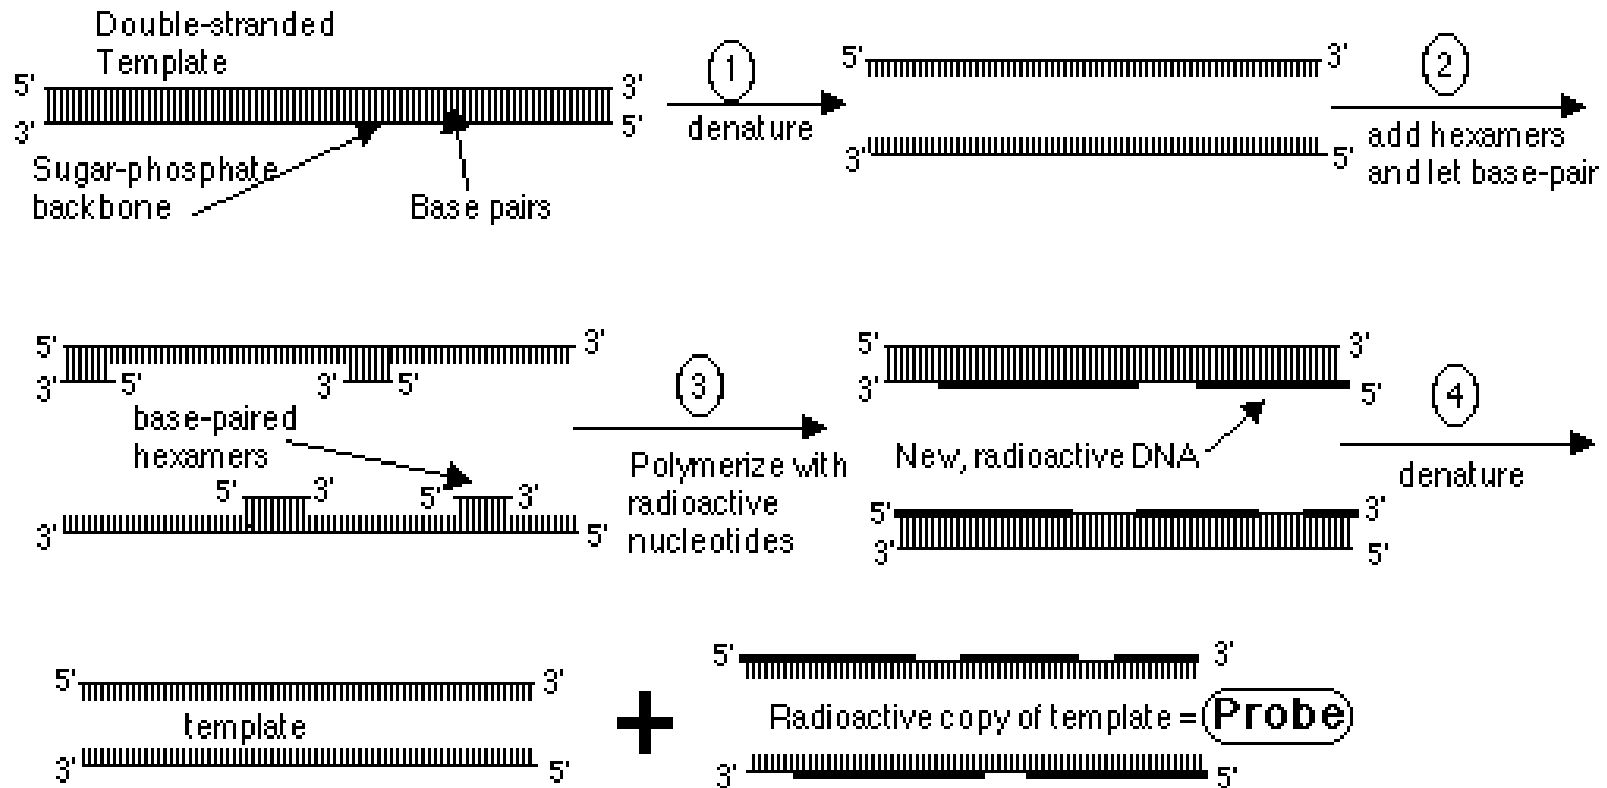 Double-stranded
Template
5' 3'
3' 5'
Sugar-phosphate
backbone
Base pairs
1
denature
5' 3'
3' 5'
2
add hexamers
and let base-pair
5' 3'
3' 5' 3' 5'
base-paired
hexamers
5' 3' 5' 3'
3' 5'
3
Polymerize with
radioactive
nucleotides
5' 3'
3' 5'
New, radioactive DNA
5' 3'
3' 5'
4
denature
5' 3'
template
3' 5'
+
5' 3'
Radioactive copy of template = Probe
3' 5'